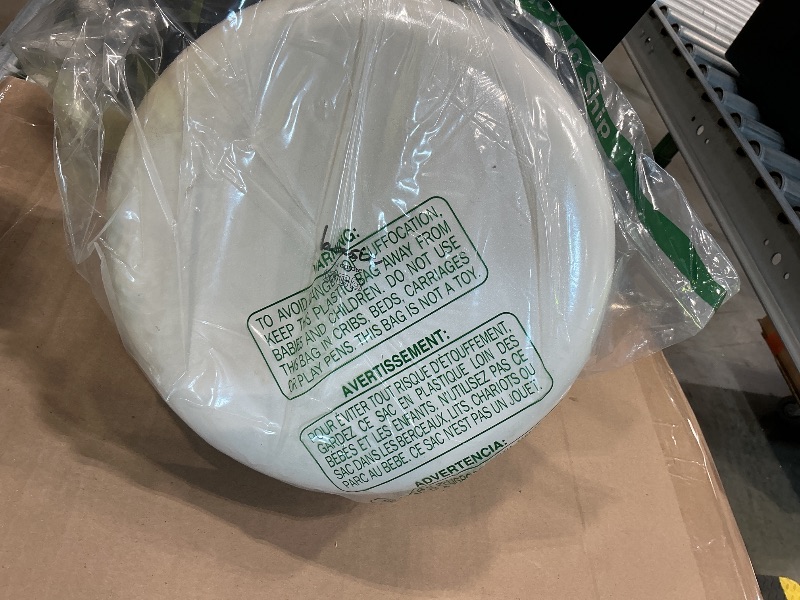 to ship
WARNING:
TO AVOID DANGER OF SUFFOCATION,
KEEP THE PLASTIC BAG AWAY FROM
BABIES AND CHILDREN. DO NOT USE
THIS BAG IN CRIBS, BEDS, CARRIAGES
OR PLAY PENS. THIS BAG IS NOT A TOY.
AVERTISSEMENT:
POUR ÉVITER TOUT RISQUE D'ÉTOUFFEMENT,
GARDEZ CE SAC EN PLASTIQUE LOIN DES
BÉBÉS ET LES ENFANTS. N'UTILISEZ PAS CE
SAC DANS LES BERCEAUX, LITS, CHARIOTS OU
PARC AU BÉBÉ. CE SAC N'EST PAS UN JOUET.
ADVERTENCIA: